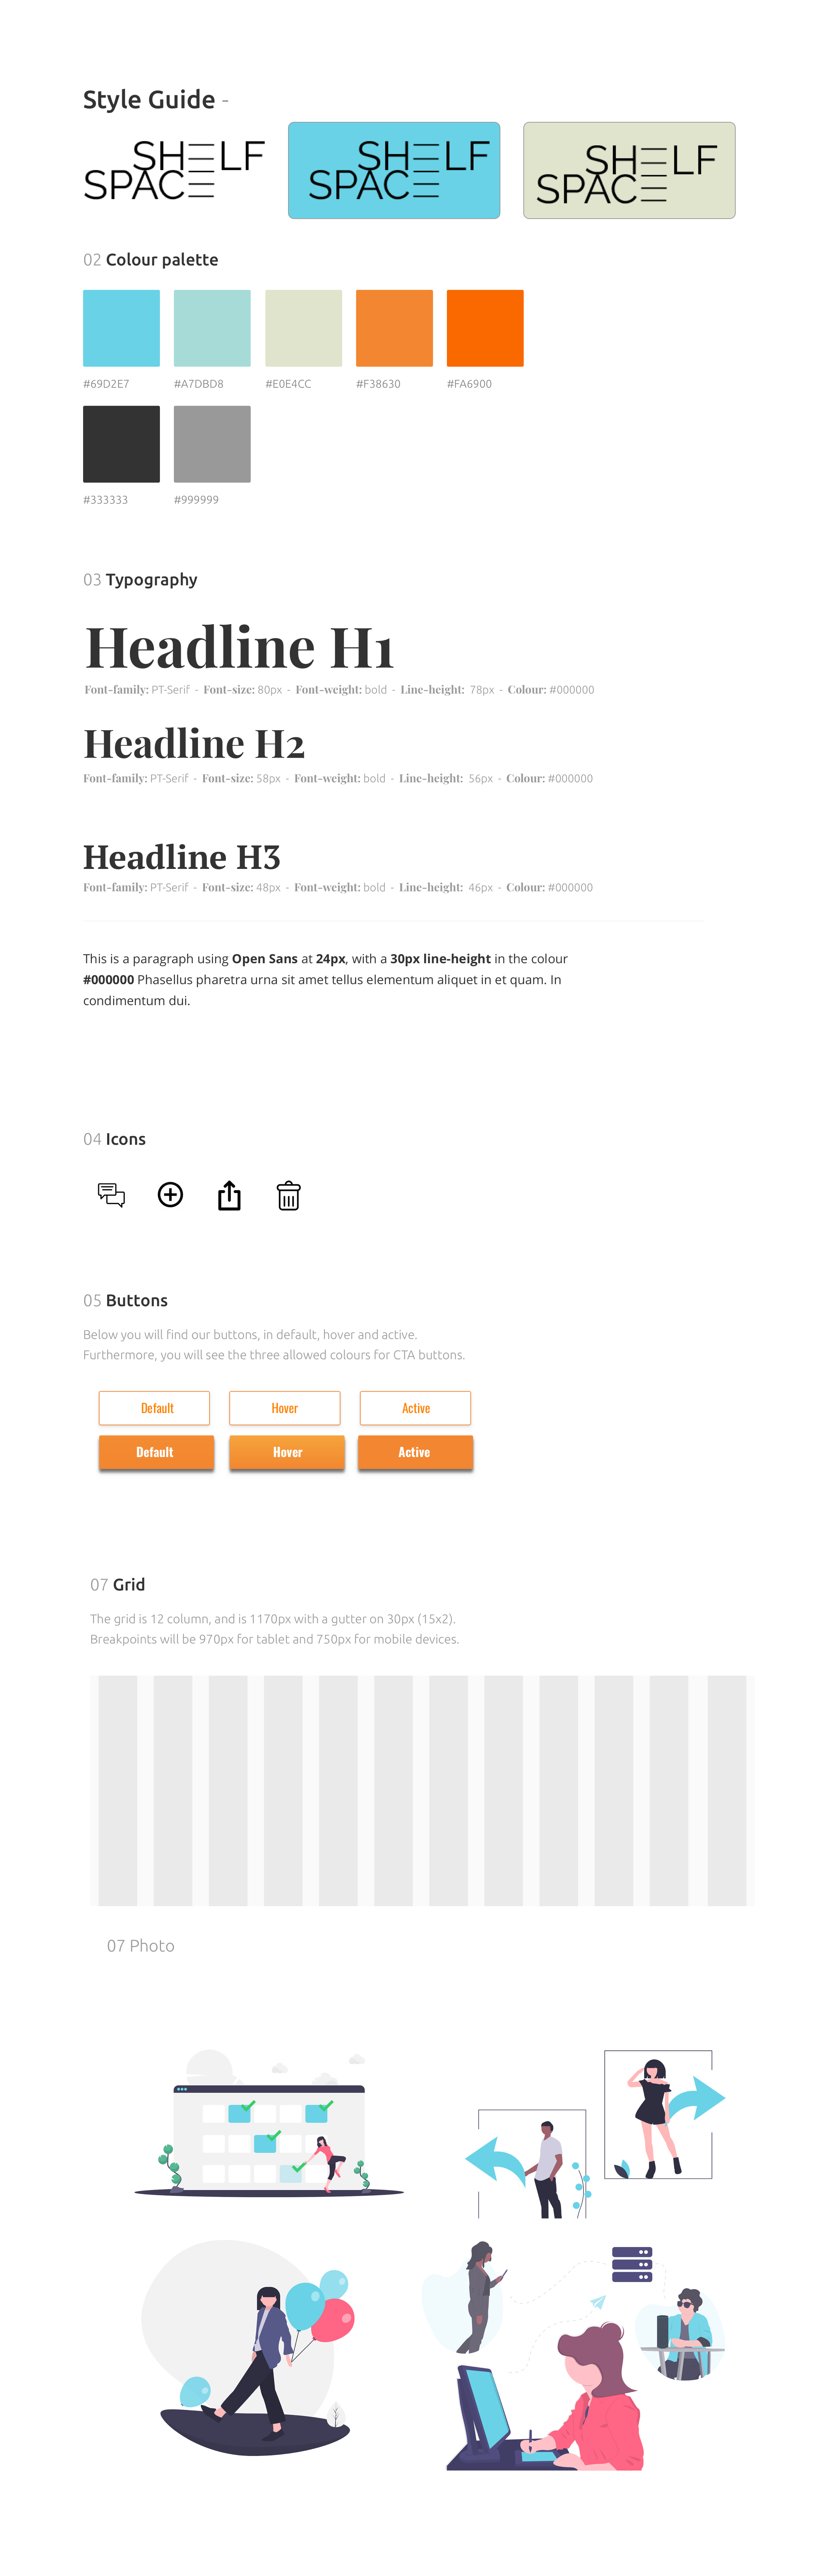 Style Guide -
SHELF
SPACE
SHELF
SPACE
SHELF
SPACE
02 Colour palette
#69D2E7 #A7DBD8 #E0E4CC #F38630 #FA6900
#333333 #999999
03 Typography
Headline H1
Font-family: PT-Serif - Font-size: 80px - Font-weight: bold - Line-height: 78px - Colour: #000000
Headline H2
Font-family: PT-Serif - Font-size: 58px - Font-weight: bold - Line-height: 56px - Colour: #000000
Headline H3
Font-family: PT-Serif - Font-size: 48px - Font-weight: bold - Line-height: 46px - Colour: #000000
This is a paragraph using Open Sans at 24px, with a 30px line-height in the colour
#000000 Phasellus pharetra urna sit amet tellus elementum aliquet in et quam. In
condimentum dui.
04 Icons
05 Buttons
Below you will find our buttons, in default, hover and active.
Furthermore, you will see the three allowed colours for CTA buttons.
Default Hover Active
Default Hover Active
07 Grid
The grid is 12 column, and is 1170px with a gutter on 30px (15x2).
Breakpoints will be 970px for tablet and 750px for mobile devices.
07 Photo